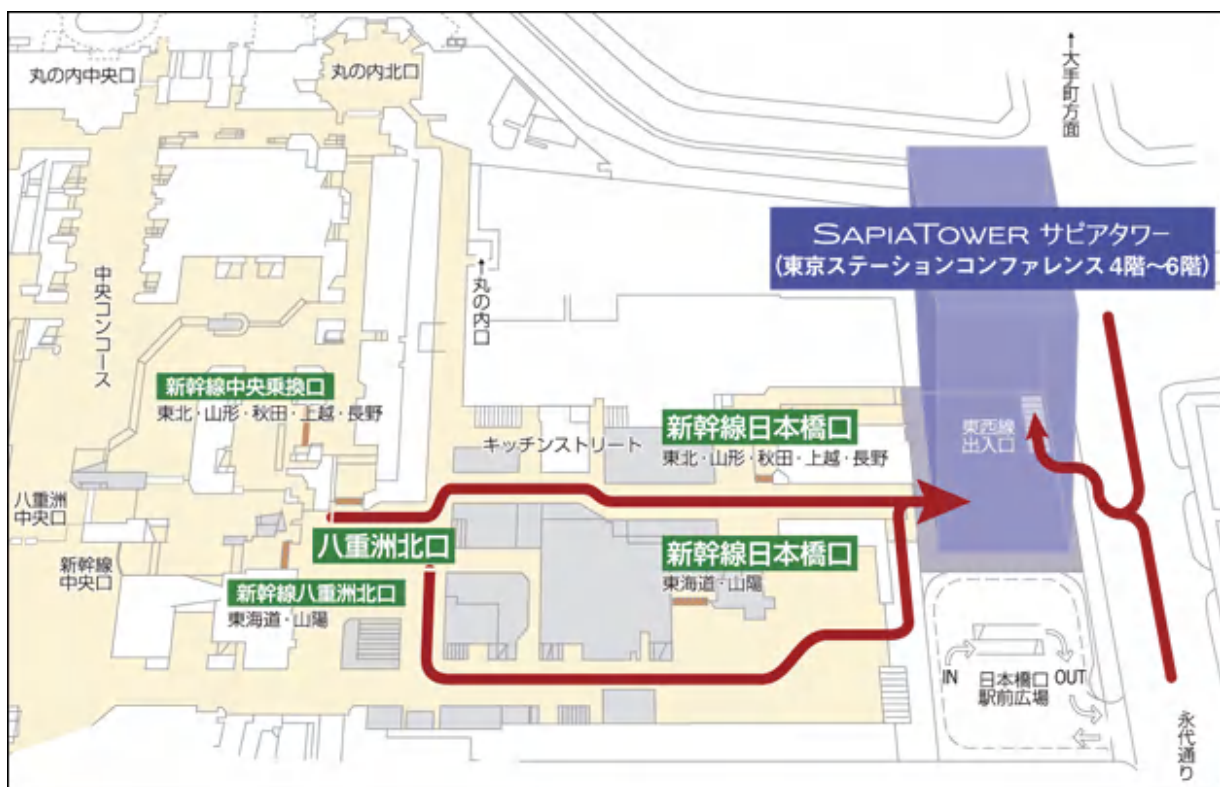 丸の内中央口
丸の内北口
↑大手町方面
SAPIATOWER サピアタワー
(東京ステーションコンファレンス 4階〜6階)
中央コンコース
↑丸の内口
新幹線中央乗換口
東北・山形・秋田・上越・長野
キッチンストリート
新幹線日本橋口
東北・山形・秋田・上越・長野
東西線
出入口
八重洲
中央口
八重洲北口
新幹線
中央口
新幹線八重洲北口
東海道・山陽
新幹線日本橋口
東海道・山陽
IN
日本橋口
駅前広場
OUT
永代通り